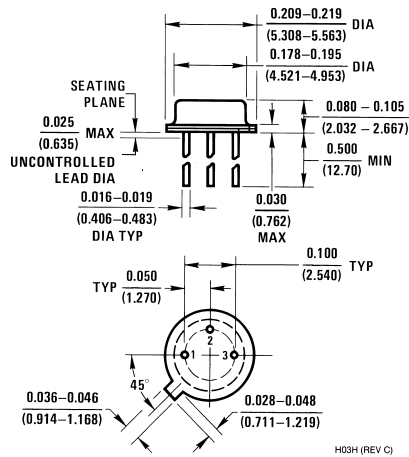 0.209–0.219 DIA
(5.308–5.563)
0.178–0.195 DIA
(4.521–4.953)
SEATING
PLANE
0.080 - 0.105
(2.032 – 2.667)
0.025 MAX
(0.635)
0.500 MIN
(12.70)
UNCONTROLLED
LEAD DIA
0.016–0.019
(0.406–0.483)
DIA TYP
0.030
(0.762)
MAX
0.100 TYP
(2.540)
TYP 0.050
(1.270)
2
1
3
45°
0.036–0.046
(0.914–1.168)
0.028–0.048
(0.711–1.219)
H03H (REV C)